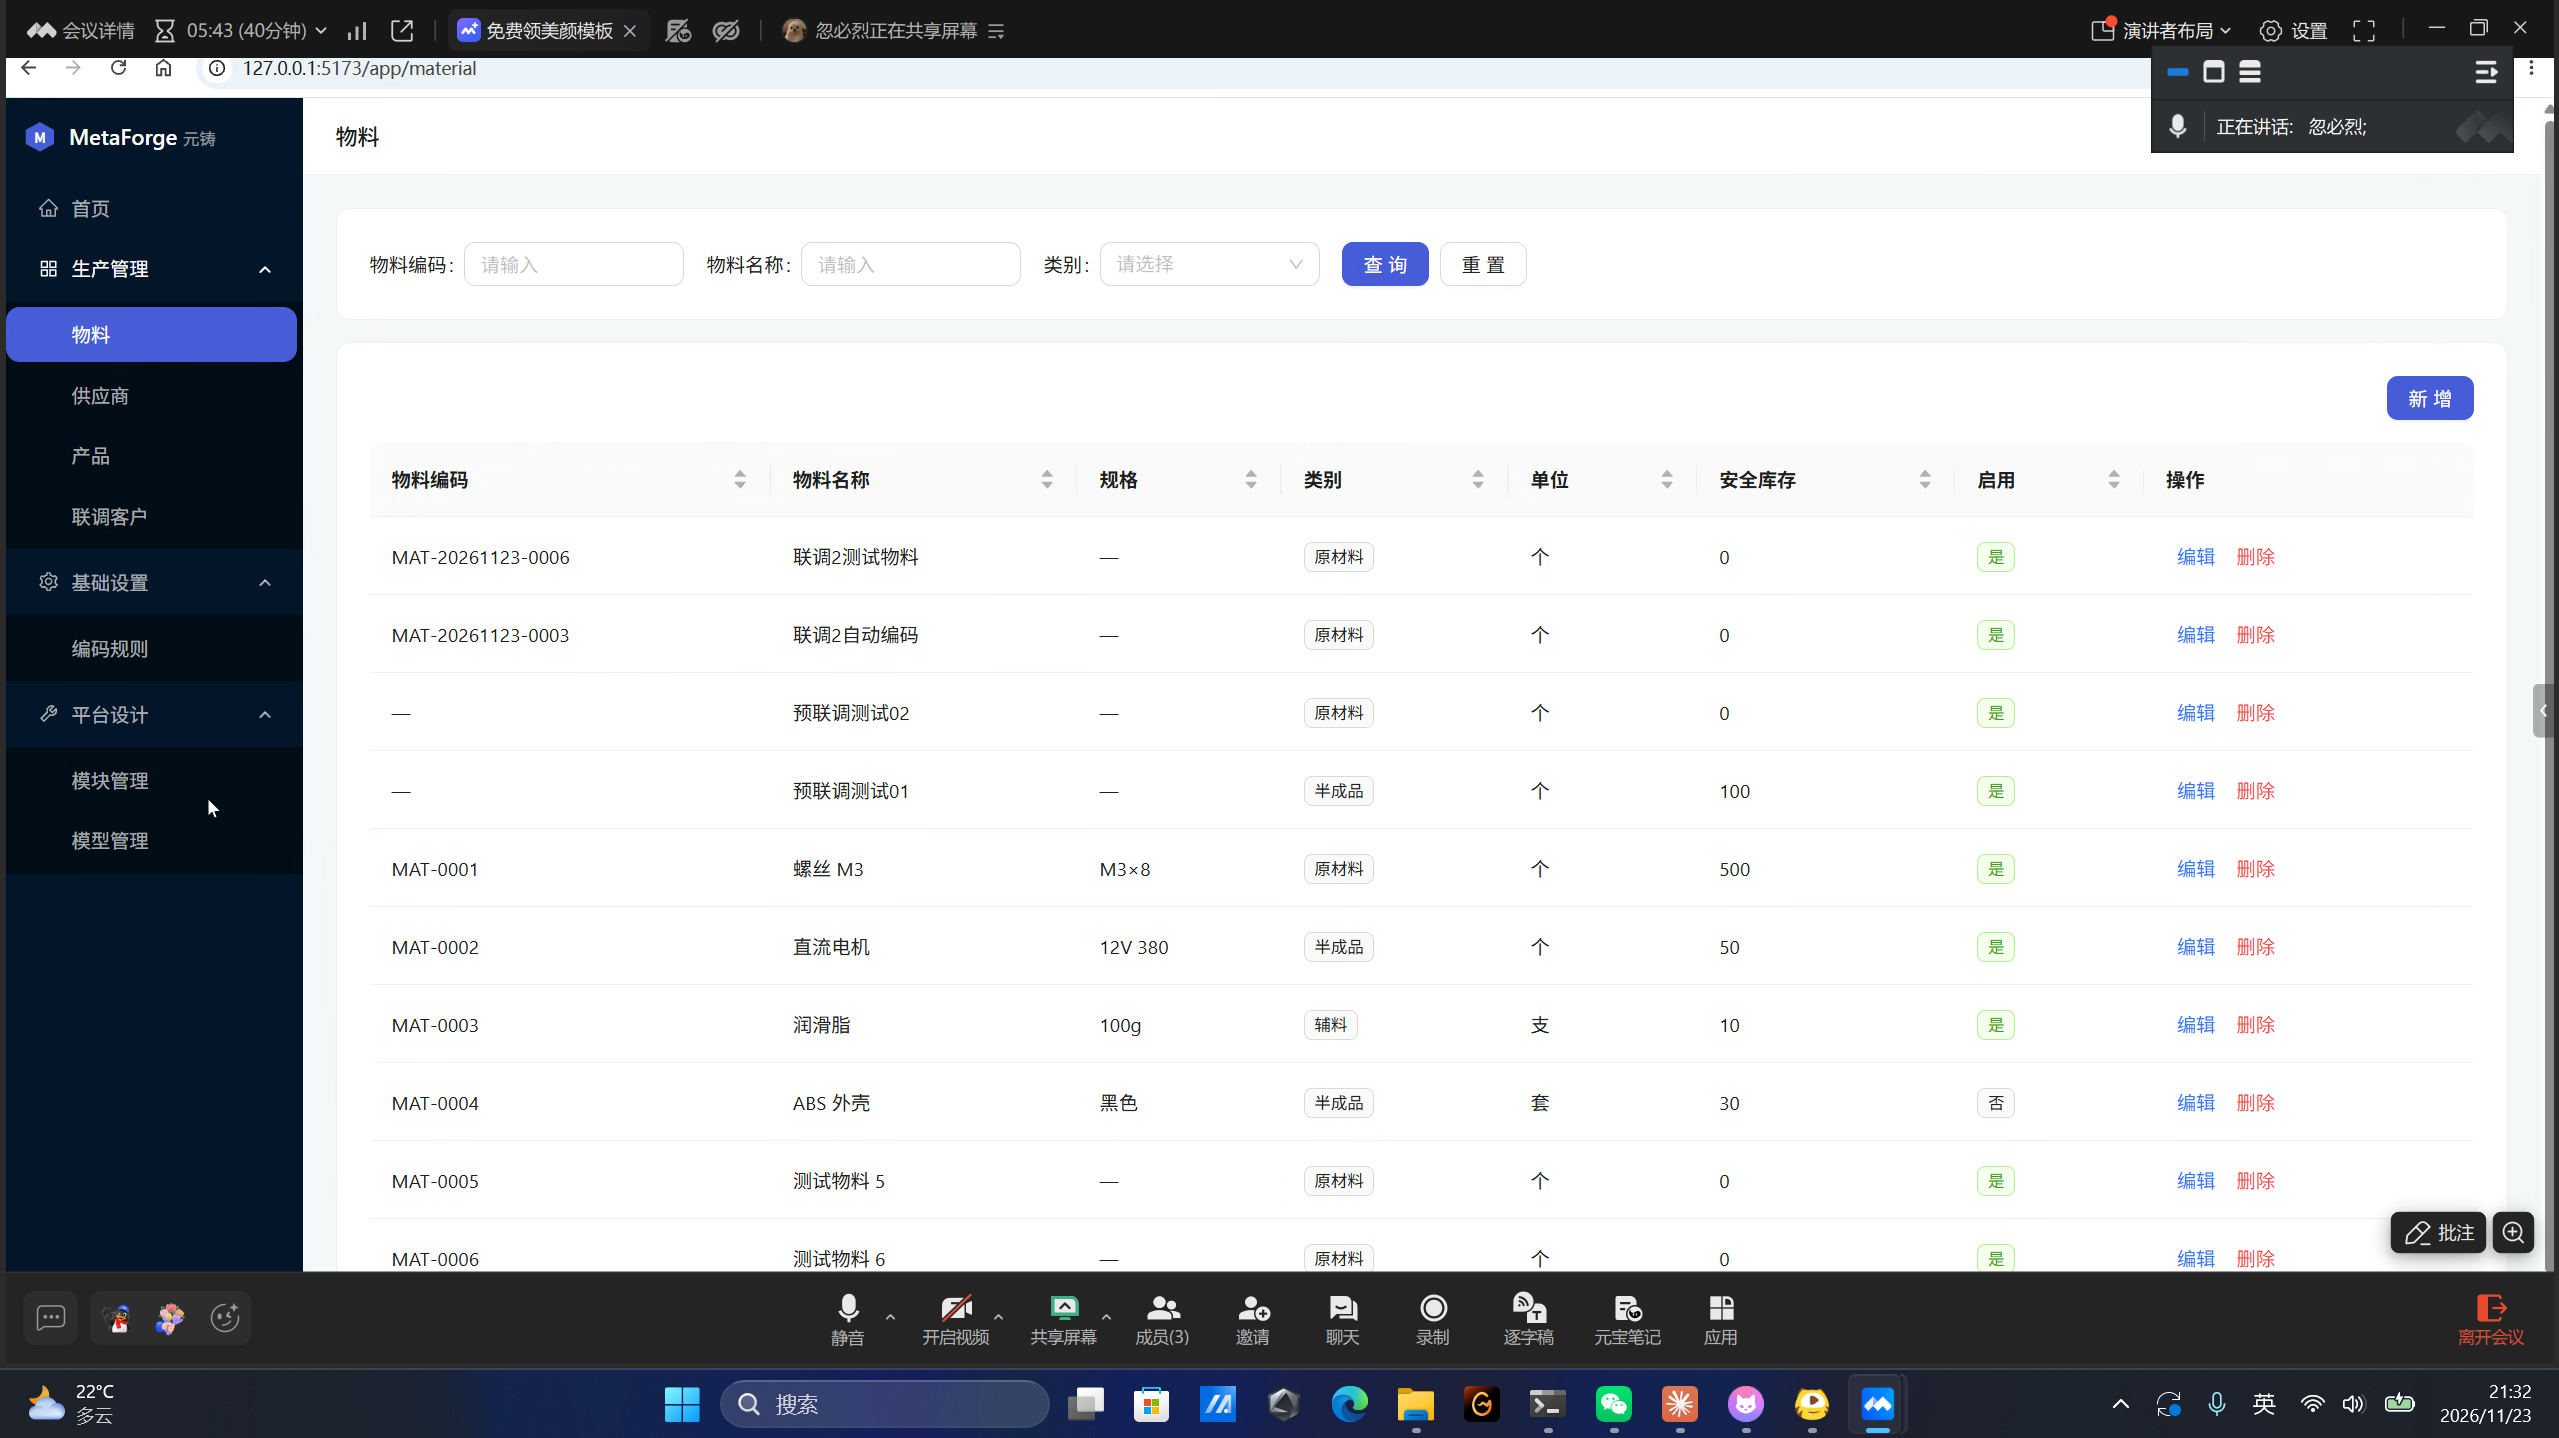 会议详情 05:43 (40分钟) 免费领美颜模板 忽必烈正在共享屏幕 演讲者布局 设置
127.0.0.1:5173/app/material
正在讲话: 忽必烈;
M MetaForge 元铸
物料
首页
生产管理
物料
供应商
产品
联调客户
基础设置
编码规则
平台设计
模块管理
模型管理
物料编码: 请输入 物料名称: 请输入 类别: 请选择 查 询 重 置
新 增
物料编码 物料名称 规格 类别 单位 安全库存 启用 操作
MAT-20261123-0006 联调2测试物料 — 原材料 个 0 是 编辑 删除
MAT-20261123-0003 联调2自动编码 — 原材料 个 0 是 编辑 删除
— 预联调测试02 — 原材料 个 0 是 编辑 删除
— 预联调测试01 — 半成品 个 100 是 编辑 删除
MAT-0001 螺丝 M3 M3×8 原材料 个 500 是 编辑 删除
MAT-0002 直流电机 12V 380 半成品 个 50 是 编辑 删除
MAT-0003 润滑脂 100g 辅料 支 10 是 编辑 删除
MAT-0004 ABS 外壳 黑色 半成品 套 30 否 编辑 删除
MAT-0005 测试物料 5 — 原材料 个 0 是 编辑 删除
MAT-0006 测试物料 6 — 原材料 个 0 是 编辑 删除
批注
静音 开启视频 共享屏幕 成员(3) 邀请 聊天 录制 逐字稿 元宝笔记 应用 离开会议
22°C
多云
搜索
英
21:32
2026/11/23